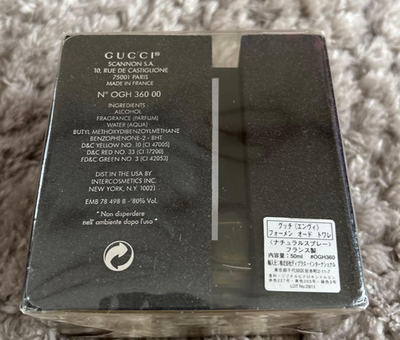 GUCCI®
SCANNON S.A.
10, RUE DE CASTIGLIONE
75001 PARIS
MADE IN FRANCE
N° OGH 360 00
INGREDIENTS
ALCOHOL
FRAGRANCE (PARFUM)
WATER (AQUA)
BUTYL METHOXYDIBENZOYLMETHANE
BENZOPHENONE-2 - BHT
D&C YELLOW NO. 10 (CI 47005)
D&C RED NO. 33 (CI 17200)
FD&C GREEN NO. 3 (CI 42053)
DIST IN THE USA BY
INTERCOSMETICS INC.
NEW YORK, N.Y. 10021
EMB 78 498 B - 80% Vol.
" Non disperdere
nell'ambiente dopo l'uso "
グッチ (エンヴィ)
フォーメン オード トワレ
(ナチュラルスプレー)
フランス製
内容量:50ml #OGH360